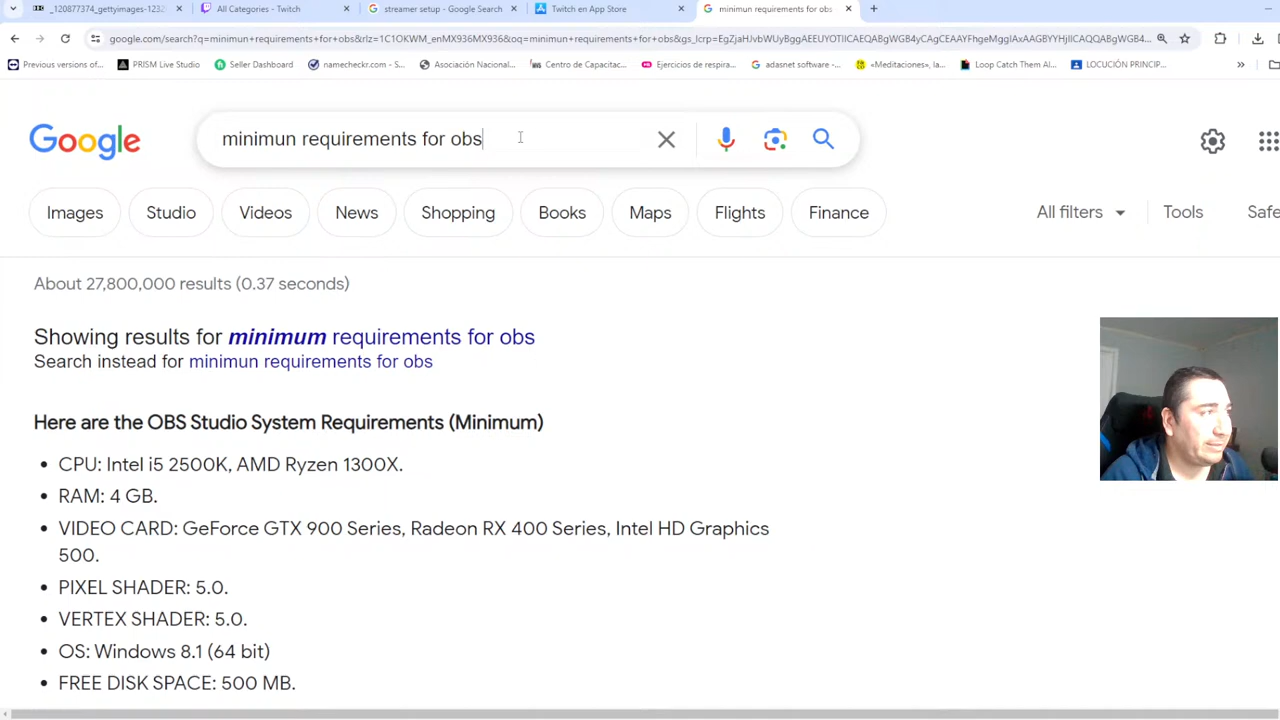 _120877374_gettyimages-1232
All Categories - Twitch
streamer setup - Google Search
Twitch en App Store
minimun requirements for obs
google.com/search?q=minimun+requirements+for+obs&rlz=1C1OKWM_enMX936MX936&oq=minimun+requirements+for+obs&gs_lcrp=
Previous versions of...
PRISM Live Studio
Seller Dashboard
namecheckr.com - S...
Asociación Nacional...
Centro de Capacitac...
Ejercicios de respira...
adasnet software -...
«Meditaciones», la...
Loop Catch Them Al...
LOCUCIÓN PRINCIP...
»
Google
minimun requirements for obs
Images
Studio
Videos
News
Shopping
Books
Maps
Flights
Finance
All filters
Tools
Safe
About 27,800,000 results (0.37 seconds)
Showing results for minimum requirements for obs
Search instead for minimun requirements for obs
Here are the OBS Studio System Requirements (Minimum)
• CPU: Intel i5 2500K, AMD Ryzen 1300X.
• RAM: 4 GB.
• VIDEO CARD: GeForce GTX 900 Series, Radeon RX 400 Series, Intel HD Graphics
500.
• PIXEL SHADER: 5.0.
• VERTEX SHADER: 5.0.
• OS: Windows 8.1 (64 bit)
• FREE DISK SPACE: 500 MB.